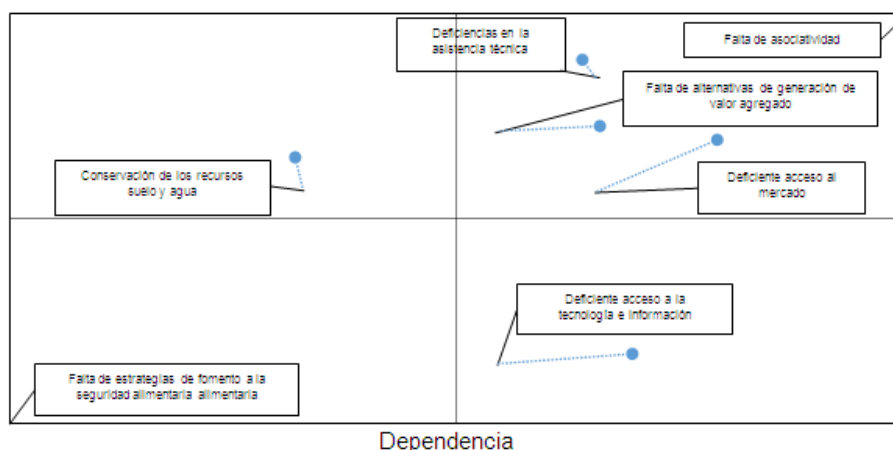 Deficiencias en la
asistencia técnica
Falta de asociatividad
Falta de alternativas de generación de
valor agregado
Conservación de los recursos
suelo y agua
Deficiente acceso al
mercado
Deficiente acceso a la
tecnología e información
Falta de estrategias de fomento a la
seguridad alimentaria alimentaria
Dependencia